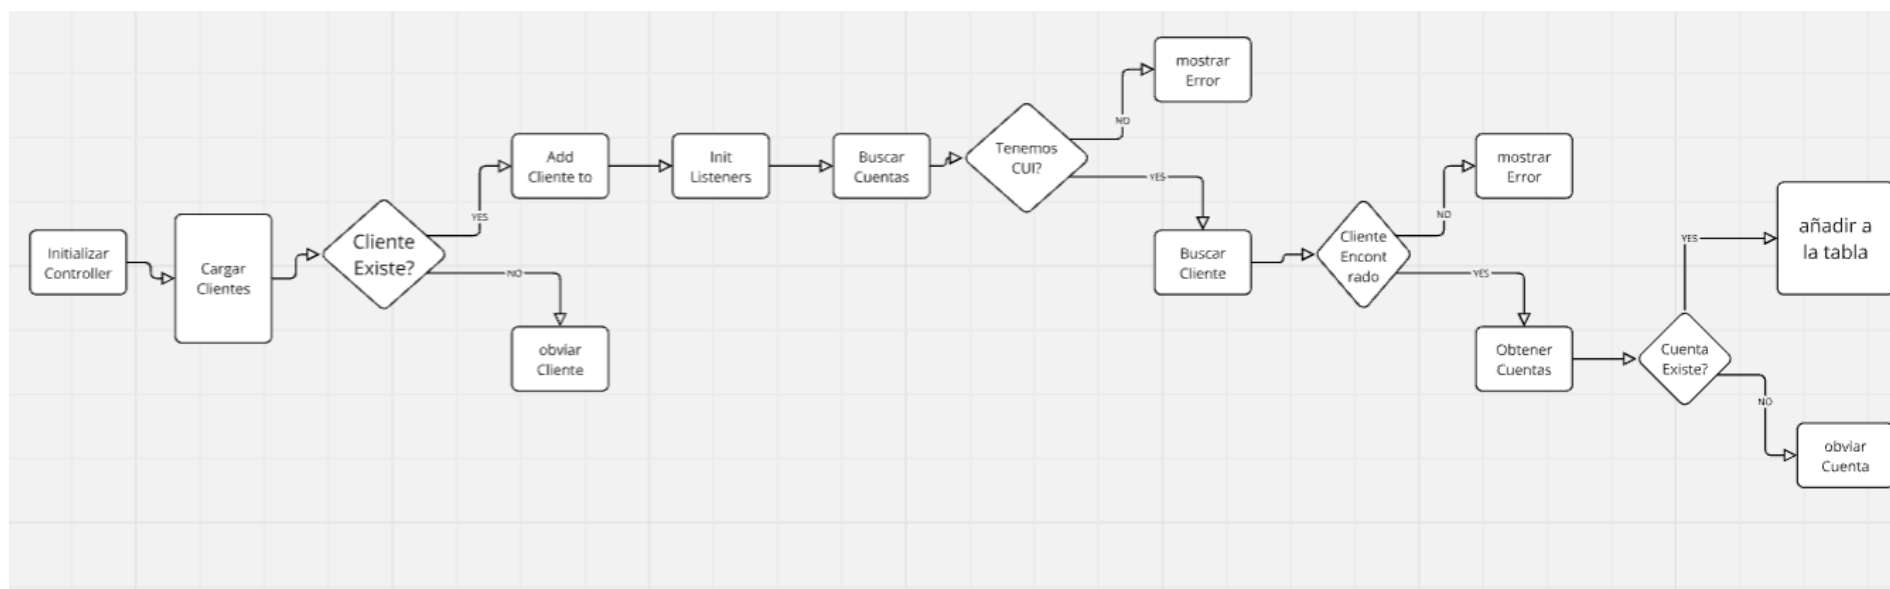 Initializar
Controller
Cargar
Clientes
Cliente
Existe?
YES
NO
Add
Cliente to
obviar
Cliente
Init
Listeners
Buscar
Cuentas
Tenemos
CUI?
NO
YES
mostrar
Error
Buscar
Cliente
Cliente
Encont
rado
NO
YES
mostrar
Error
Obtener
Cuentas
Cuenta
Existe?
YES
NO
añadir a
la tabla
obviar
Cuenta